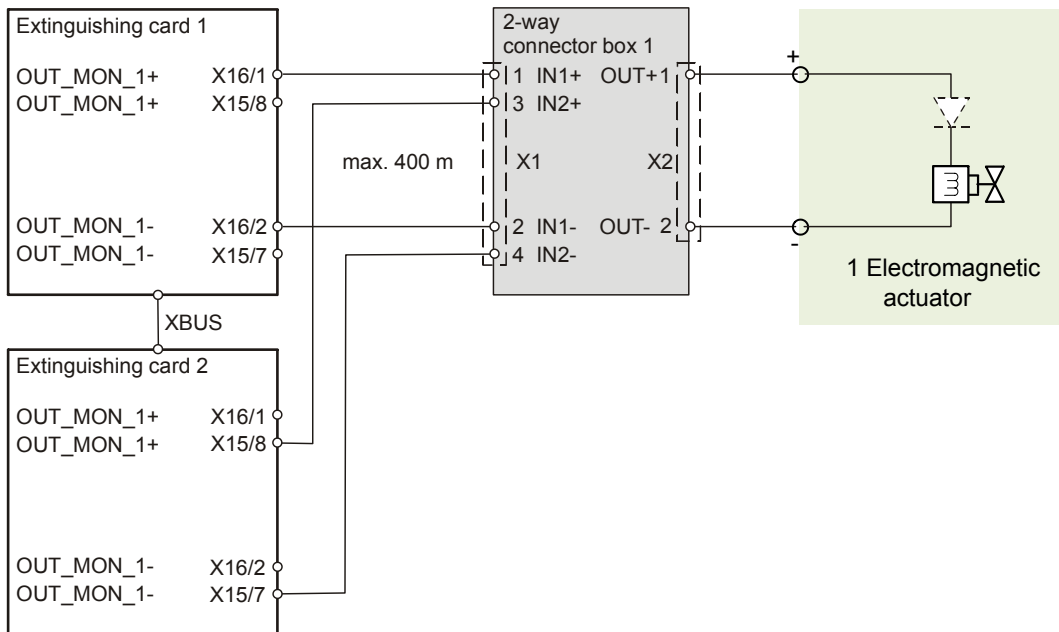 Extinguishing card 1
OUT_MON_1+ X16/1
OUT_MON_1+ X15/8
OUT_MON_1- X16/2
OUT_MON_1- X15/7
XBUS
Extinguishing card 2
OUT_MON_1+ X16/1
OUT_MON_1+ X15/8
OUT_MON_1- X16/2
OUT_MON_1- X15/7
max. 400 m
2-way
connector box 1
1 IN1+ OUT+1
3 IN2+
X1 X2
2 IN1- OUT- 2
4 IN2-
+
-
1 Electromagnetic
actuator